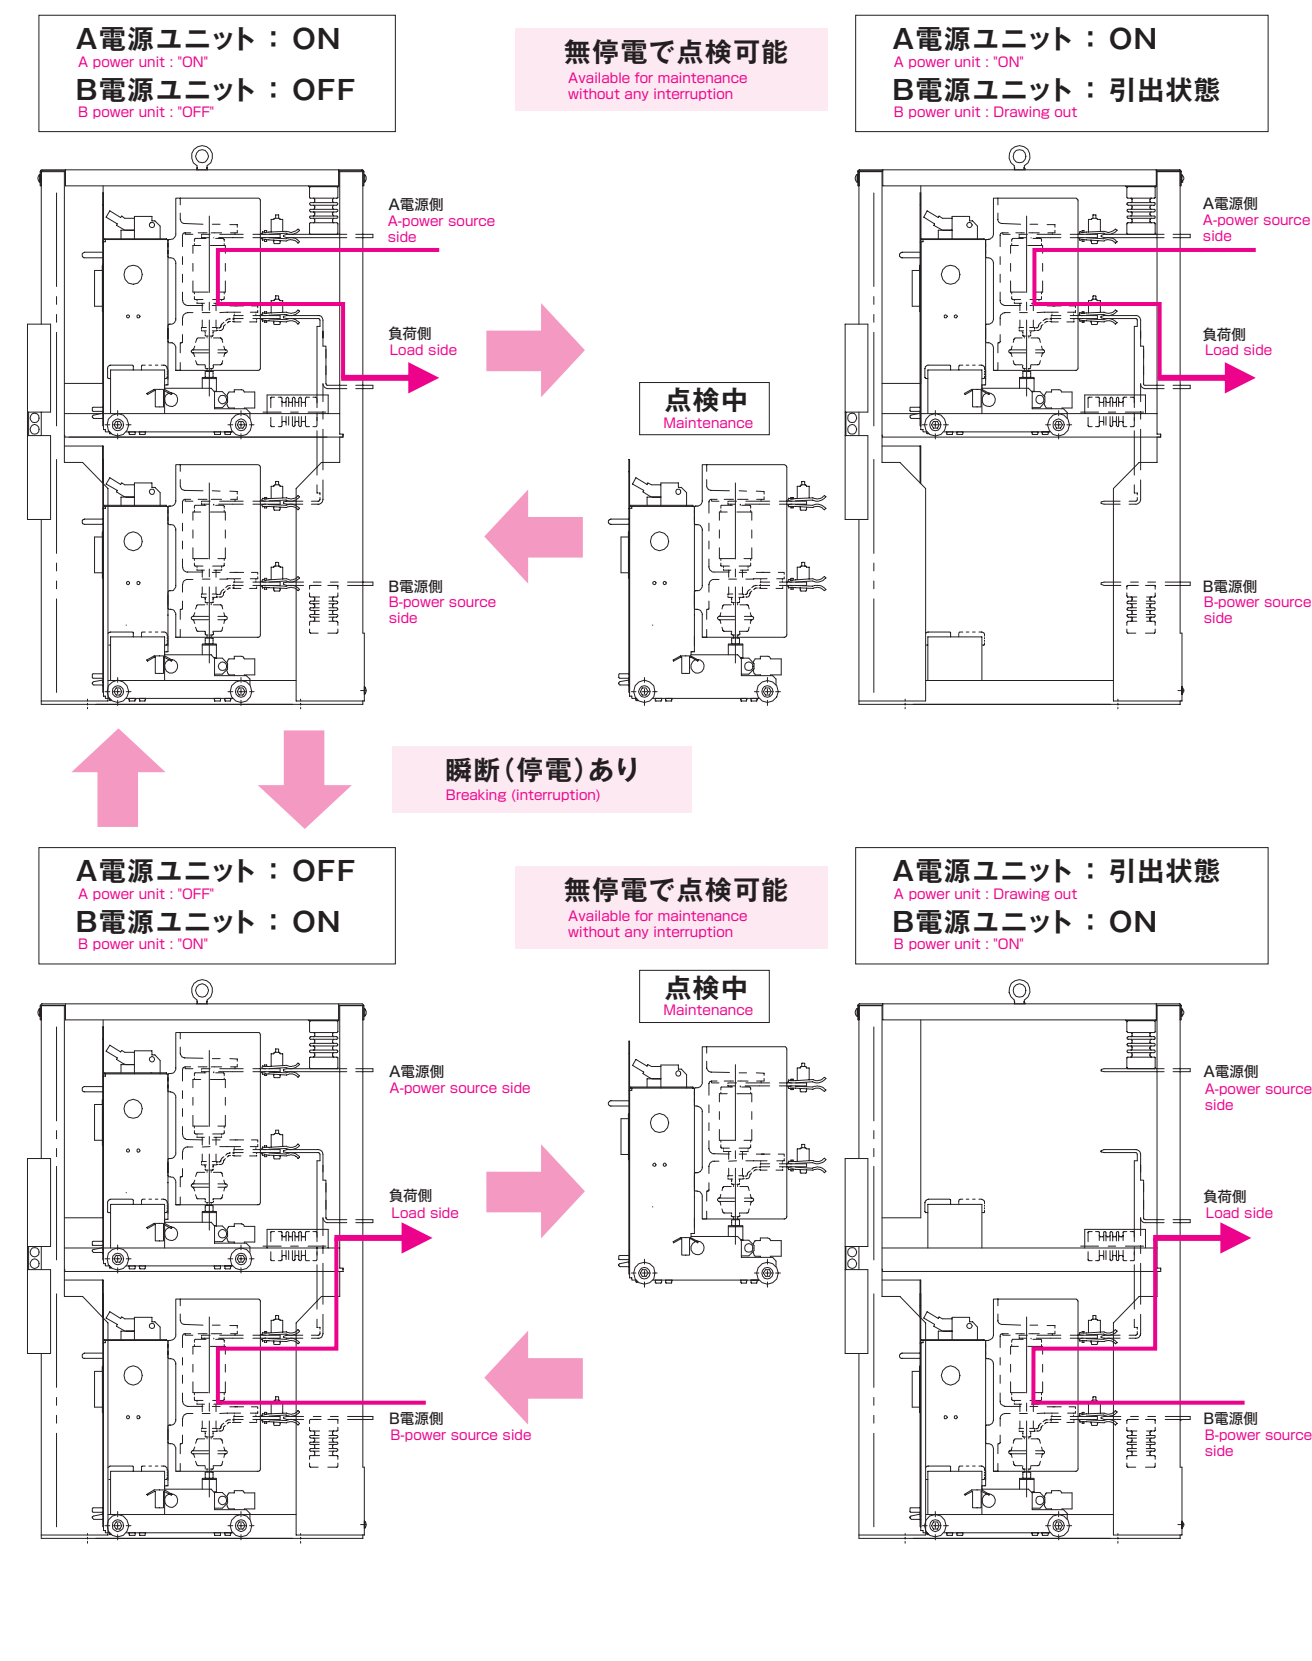 A電源ユニット : ON
A power unit : "ON"
B電源ユニット : OFF
B power unit : "OFF"
無停電で点検可能
Available for maintenance
without any interruption
A電源ユニット : ON
A power unit : "ON"
B電源ユニット : 引出状態
B power unit : Drawing out
A電源側
A-power source
side
負荷側
Load side
B電源側
B-power source
side
点検中
Maintenance
A電源側
A-power source
side
負荷側
Load side
B電源側
B-power source
side
瞬断(停電)あり
Breaking (interruption)
A電源ユニット : OFF
A power unit : "OFF"
B電源ユニット : ON
B power unit : "ON"
無停電で点検可能
Available for maintenance
without any interruption
A電源ユニット : 引出状態
A power unit : Drawing out
B電源ユニット : ON
B power unit : "ON"
A電源側
A-power source side
負荷側
Load side
B電源側
B-power source side
点検中
Maintenance
A電源側
A-power source
side
負荷側
Load side
B電源側
B-power source
side